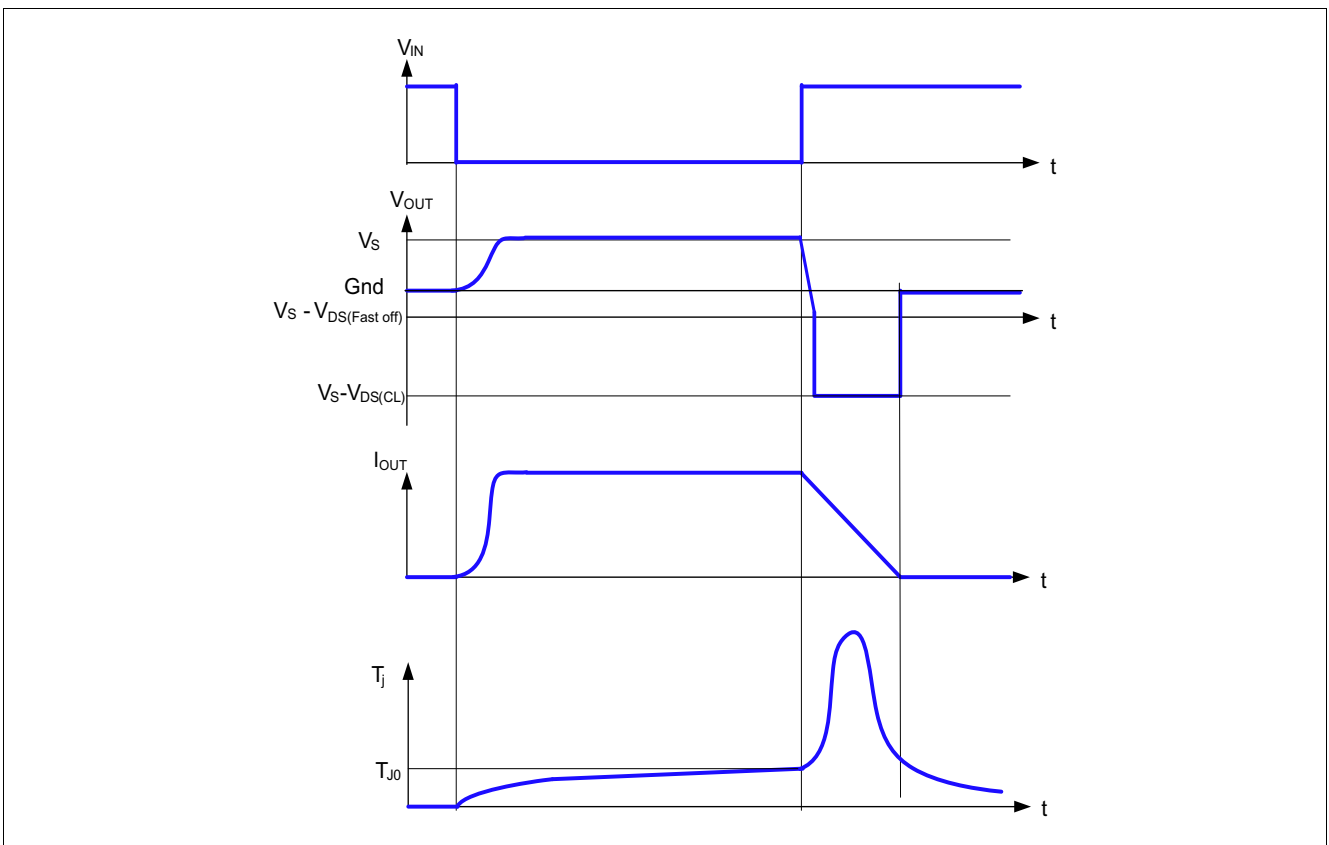 VIN
t
VOUT
VS
Gnd
VS - VDS(Fast off)
t
VS-VDS(CL)
IOUT
t
Tj
TJ0
t